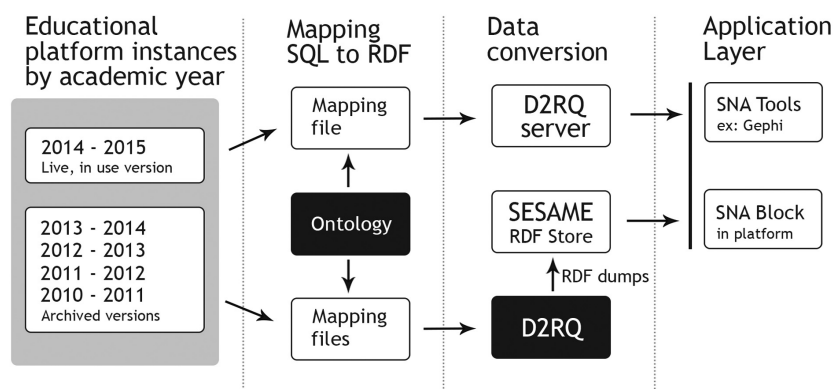 Educational
platform instances
by academic year
2014 - 2015
Live, in use version
2013 - 2014
2012 - 2013
2011 - 2012
2010 - 2011
Archived versions
Mapping
SQL to RDF
Mapping
file
Ontology
Mapping
files
Data
conversion
D2RQ
server
SESAME
RDF Store
RDF dumps
D2RQ
Application
Layer
SNA Tools
ex: Gephi
SNA Block
in platform